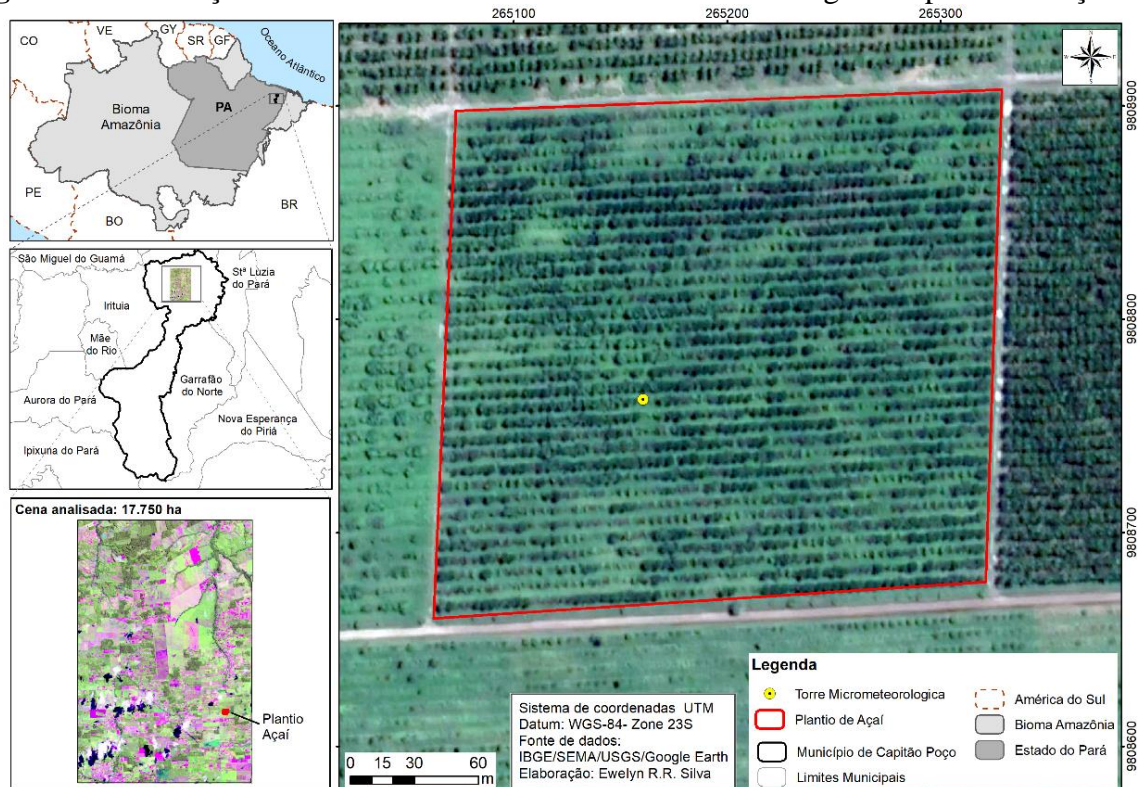 265100 265200 265300
CO
VE
GY
SR
GF
Oceano Atlântico
Bioma
Amazônia
PA
PE
BO
BR
São Miguel do Guamá
Stª Luzia
do Pará
Irituia
Mãe
do Rio
Garrafão
do Norte
Aurora do Pará
Nova Esperança
do Piriá
Ipixuna do Pará
Cena analisada: 17.750 ha
Plantio
Açaí
9808900
9808800
9808700
9808600
0 15 30 60
m
Sistema de coordenadas UTM
Datum: WGS-84- Zone 23S
Fonte de dados:
IBGE/SEMA/USGS/Google Earth
Elaboração: Ewelyn R.R. Silva
Legenda
Torre Micrometeorologica
Plantio de Açaí
Município de Capitão Poço
Limites Municipais
América do Sul
Bioma Amazônia
Estado do Pará